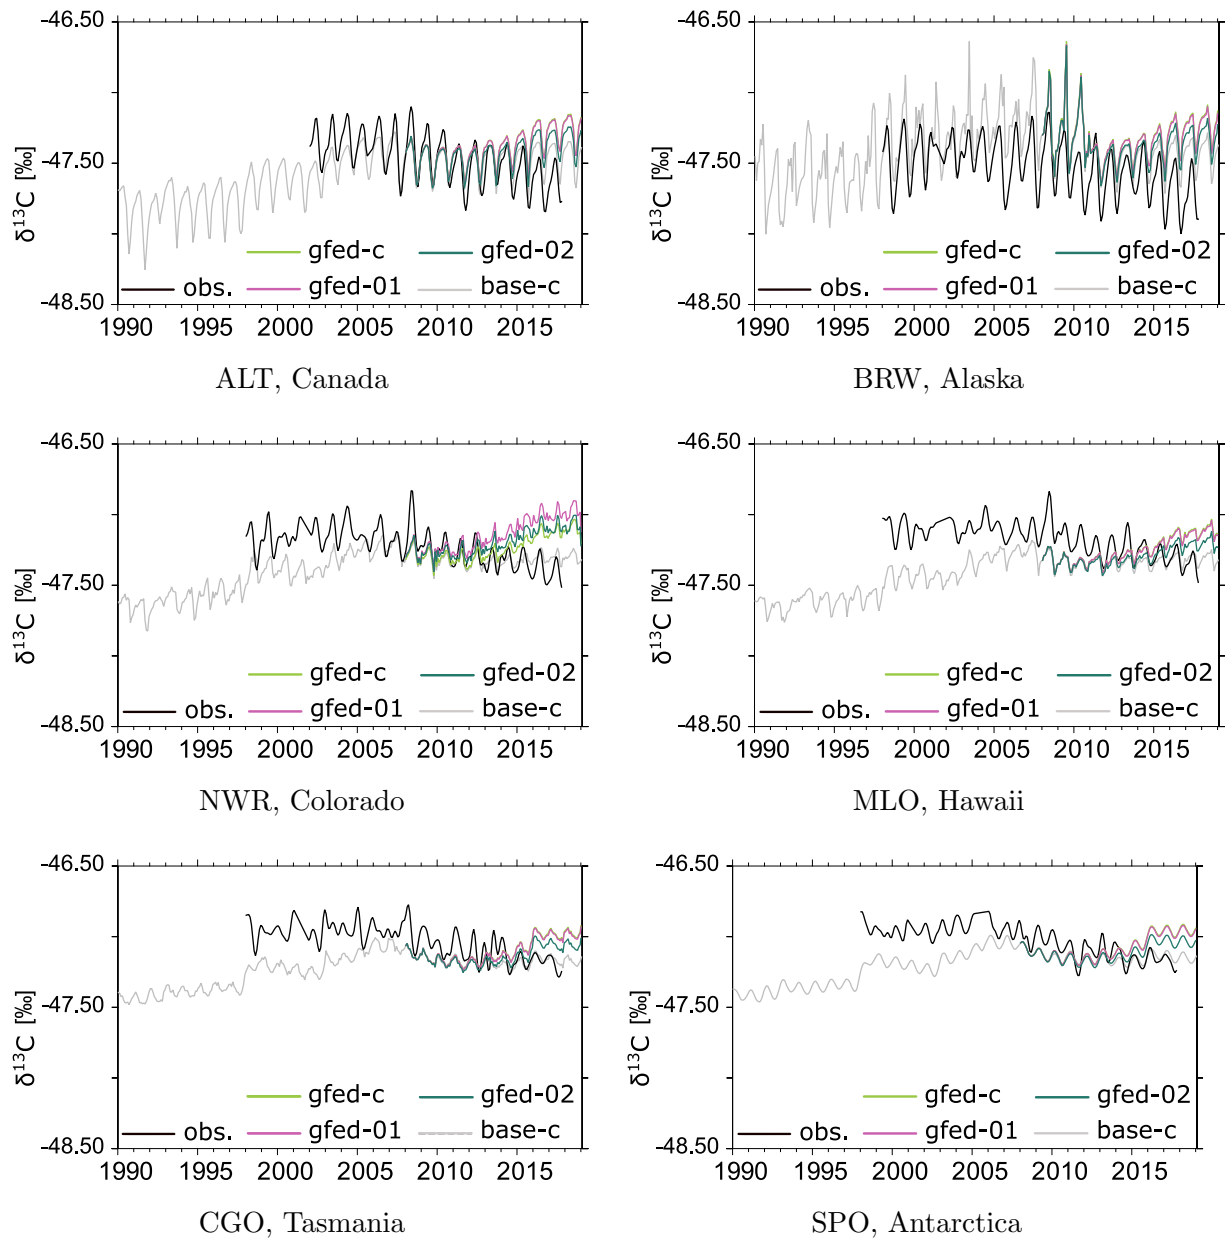 −46.50
−47.50
−48.50
δ¹³C [‰]
gfed-c gfed-02
obs. gfed-01 base-c
1990 1995 2000 2005 2010 2015
ALT, Canada
−46.50
−47.50
−48.50
δ¹³C [‰]
gfed-c gfed-02
obs. gfed-01 base-c
1990 1995 2000 2005 2010 2015
BRW, Alaska
−46.50
−47.50
−48.50
δ¹³C [‰]
gfed-c gfed-02
obs. gfed-01 base-c
1990 1995 2000 2005 2010 2015
NWR, Colorado
−46.50
−47.50
−48.50
δ¹³C [‰]
gfed-c gfed-02
obs. gfed-01 base-c
1990 1995 2000 2005 2010 2015
MLO, Hawaii
−46.50
−47.50
−48.50
δ¹³C [‰]
gfed-c gfed-02
obs. gfed-01 base-c
1990 1995 2000 2005 2010 2015
CGO, Tasmania
−46.50
−47.50
−48.50
δ¹³C [‰]
gfed-c gfed-02
obs. gfed-01 base-c
1990 1995 2000 2005 2010 2015
SPO, Antarctica